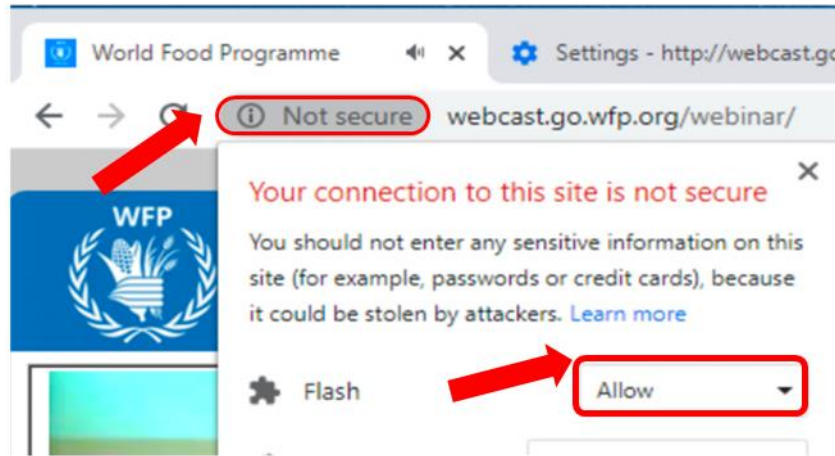 World Food Programme
Settings - http://webcast.go
Not secure webcast.go.wfp.org/webinar/
WFP
Your connection to this site is not secure
You should not enter any sensitive information on this
site (for example, passwords or credit cards), because
it could be stolen by attackers. Learn more
Flash Allow